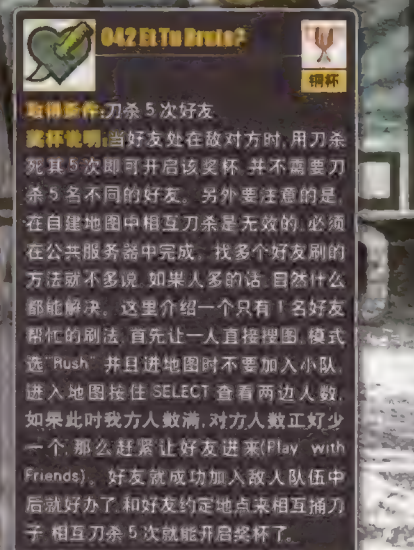 042 Et Tu Brute?
铜杯
取得条件:刀杀5次好友
奖杯说明:当好友处在敌对方时,用刀杀
死其5次即可开启该奖杯,并不需要刀
杀5名不同的好友。另外要注意的是,
在自建地图中相互刀杀是无效的,必须
在公共服务器中完成。找多个好友刷的
方法就不多说,如果人多的话,自然什么
都能解决。这里介绍一个只有1名好友
帮忙的刷法,首先让一人直接搜图,模式
选"Rush",并且进地图时不要加入小队,
进入地图按住SELECT查看两边人数,
如果此时我方人数满,对方人数正好少
一个,那么赶紧让好友进来(Play with
Friends)。好友就成功加入敌人队伍中
后就好办了,和好友约定地点来相互捅刀
子,相互刀杀5次就能开启奖杯了。